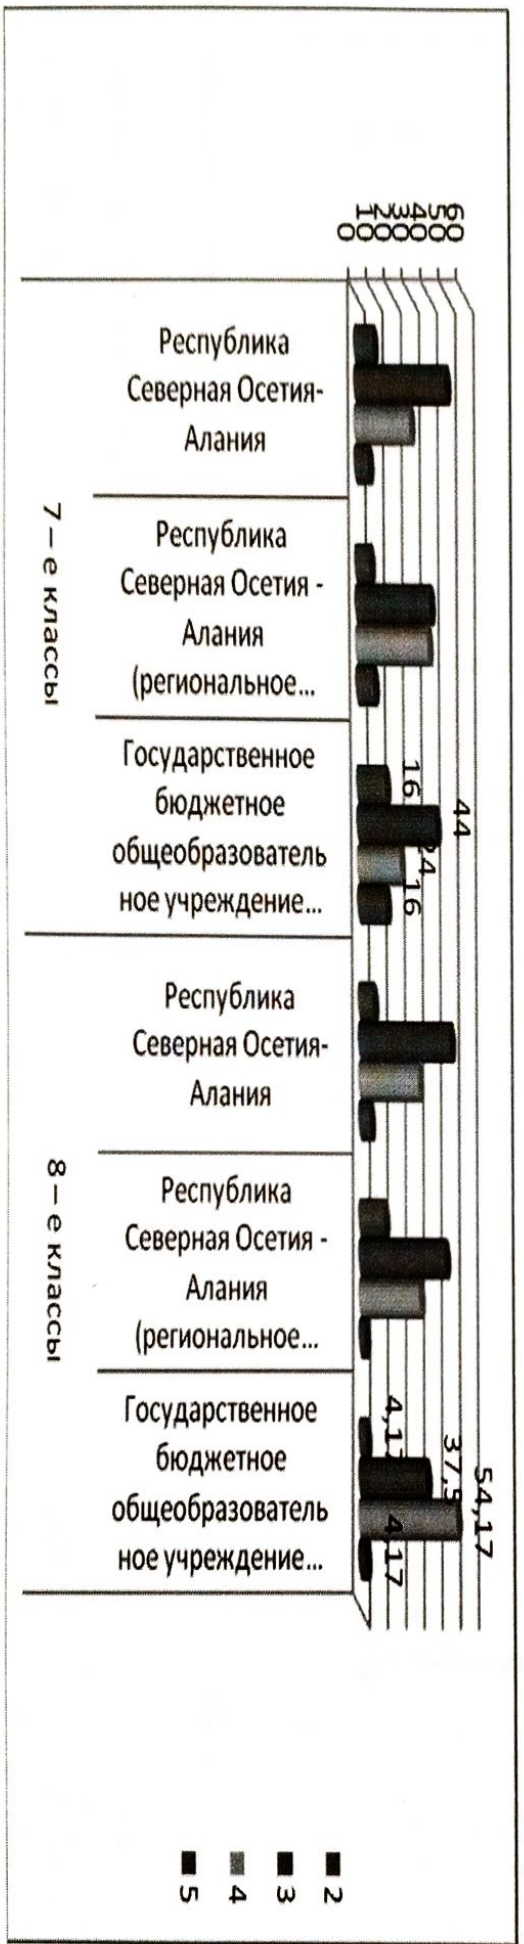 60
50
40
30
20
10
0
16
44
24
16
4,17
37,5
54,17
4,17
Республика
Северная Осетия-
Алания
Республика
Северная Осетия -
Алания
(региональное...
Государственное
бюджетное
общеобразователь
ное учреждение...
Республика
Северная Осетия-
Алания
Республика
Северная Осетия -
Алания
(региональное...
Государственное
бюджетное
общеобразователь
ное учреждение...
7 – е классы
8 – е классы
2
3
4
5